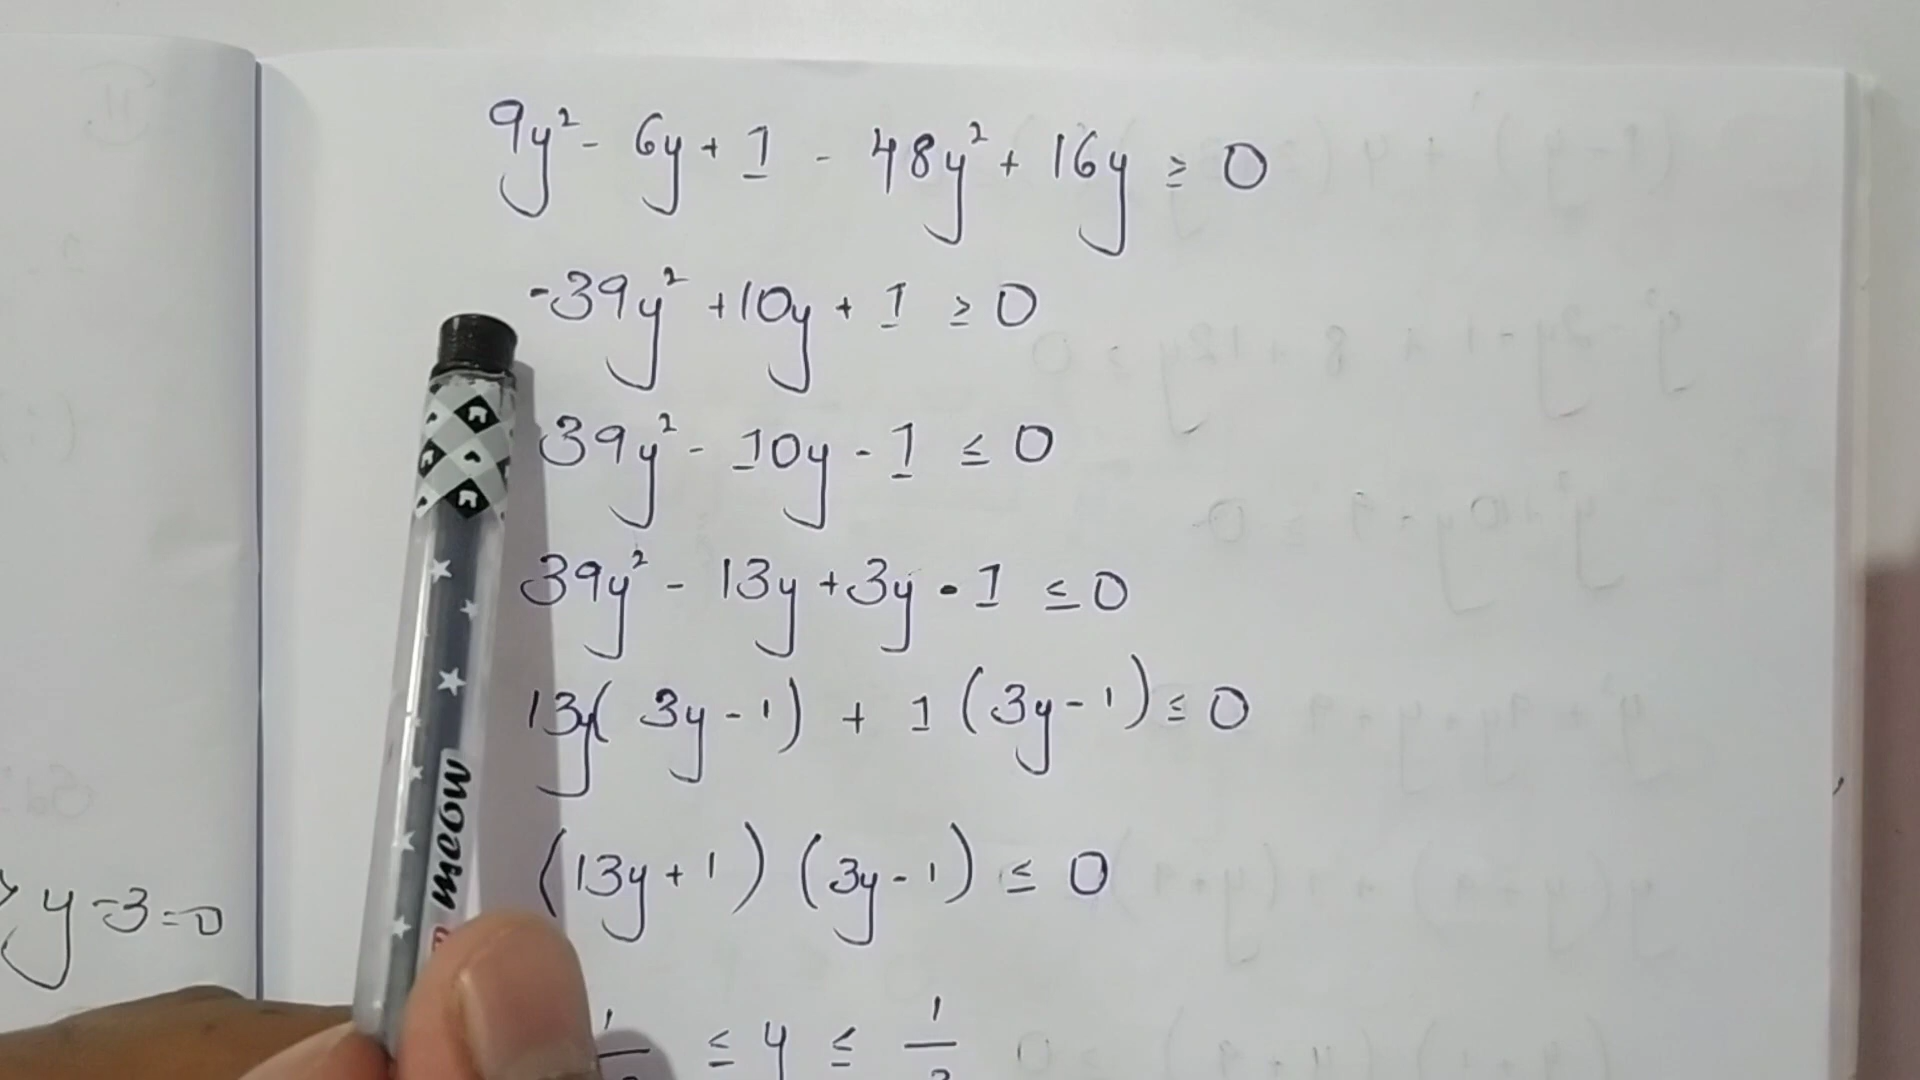 9y² - 6y + 1 - 48y² + 16y ≥ 0
-39y² + 10y + 1 ≥ 0
39y² - 10y - 1 ≤ 0
39y² - 13y + 3y - 1 ≤ 0
13y( 3y - 1) + 1 (3y - 1) ≤ 0
(13y + 1) (3y - 1) ≤ 0
≤ y ≤
y - 3 = 0
meow